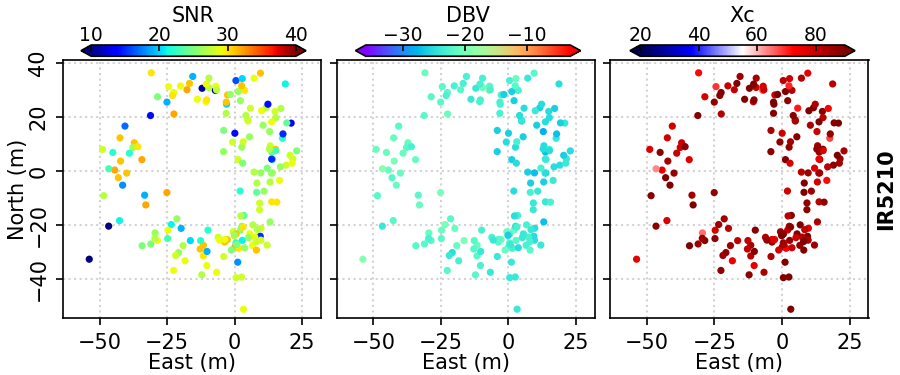 SNR DBV Xc
10 20 30 40 −30 −20 −10 20 40 60 80
40
20
0
−20
−40
North (m)
−50 −25 0 25 −50 −25 0 25 −50 −25 0 25
East (m) East (m) East (m)
IR5210